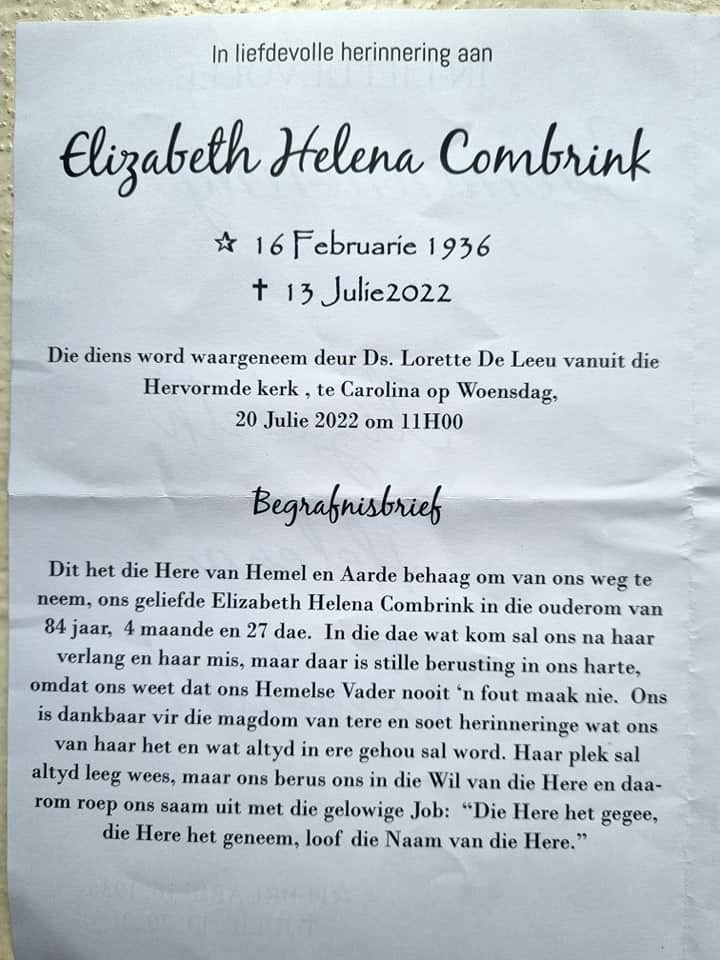 In liefdevolle herinnering aan
Elizabeth Helena Combrink
☆ 16 Februarie 1936
✝ 13 Julie2022
Die diens word waargeneem deur Ds. Lorette De Leeu vanuit die
Hervormde kerk , te Carolina op Woensdag,
20 Julie 2022 om 11H00
Begrafnisbrief
Dit het die Here van Hemel en Aarde behaag om van ons weg te
neem, ons geliefde Elizabeth Helena Combrink in die ouderom van
84 jaar,  4 maande en 27 dae.  In die dae wat kom sal ons na haar
verlang en haar mis, maar daar is stille berusting in ons harte,
omdat ons weet dat ons Hemelse Vader nooit ‘n fout maak nie.  Ons
is dankbaar vir die magdom van tere en soet herinneringe wat ons
van haar het en wat altyd in ere gehou sal word. Haar plek sal
altyd leeg wees, maar ons berus ons in die Wil van die Here en daa-
rom roep ons saam uit met die gelowige Job:  “Die Here het gegee,
die Here het geneem, loof die Naam van die Here.”